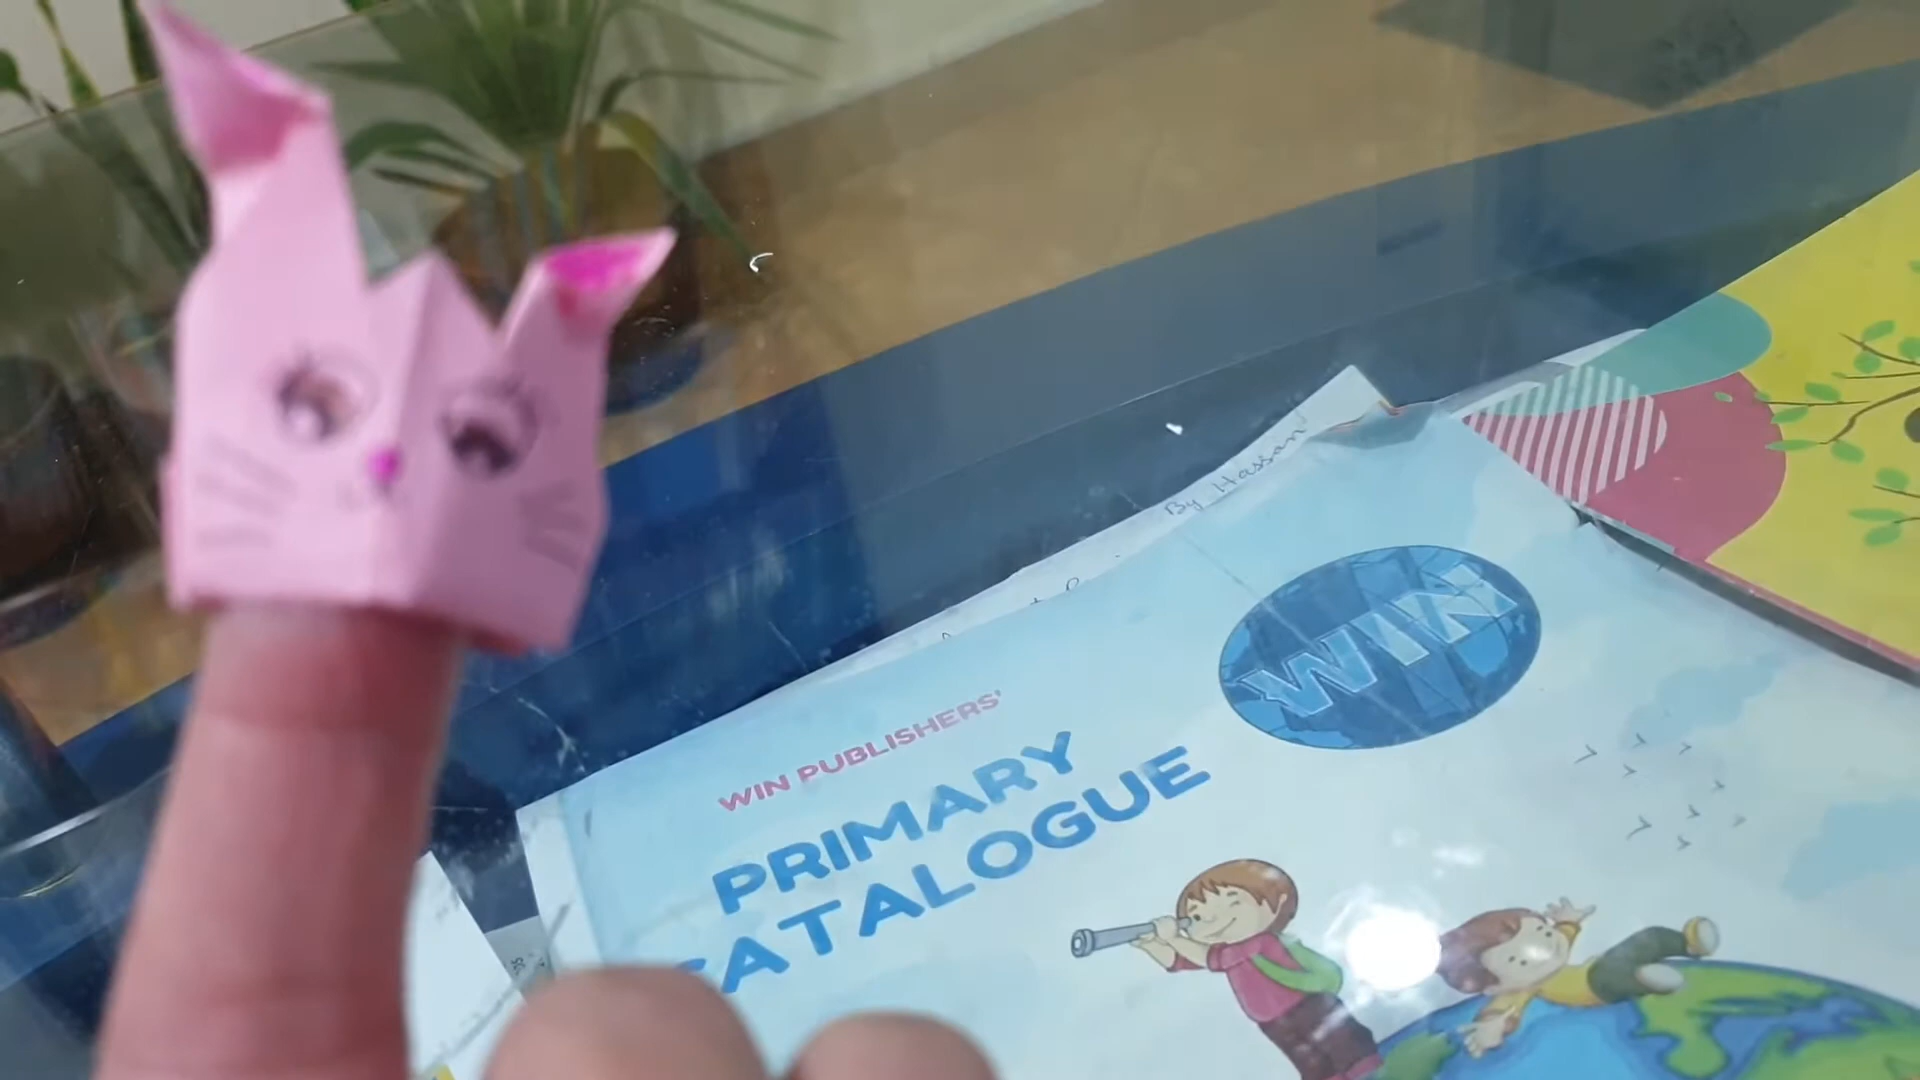 By Hassan
WIN
WIN PUBLISHERS'
PRIMARY
CATALOGUE